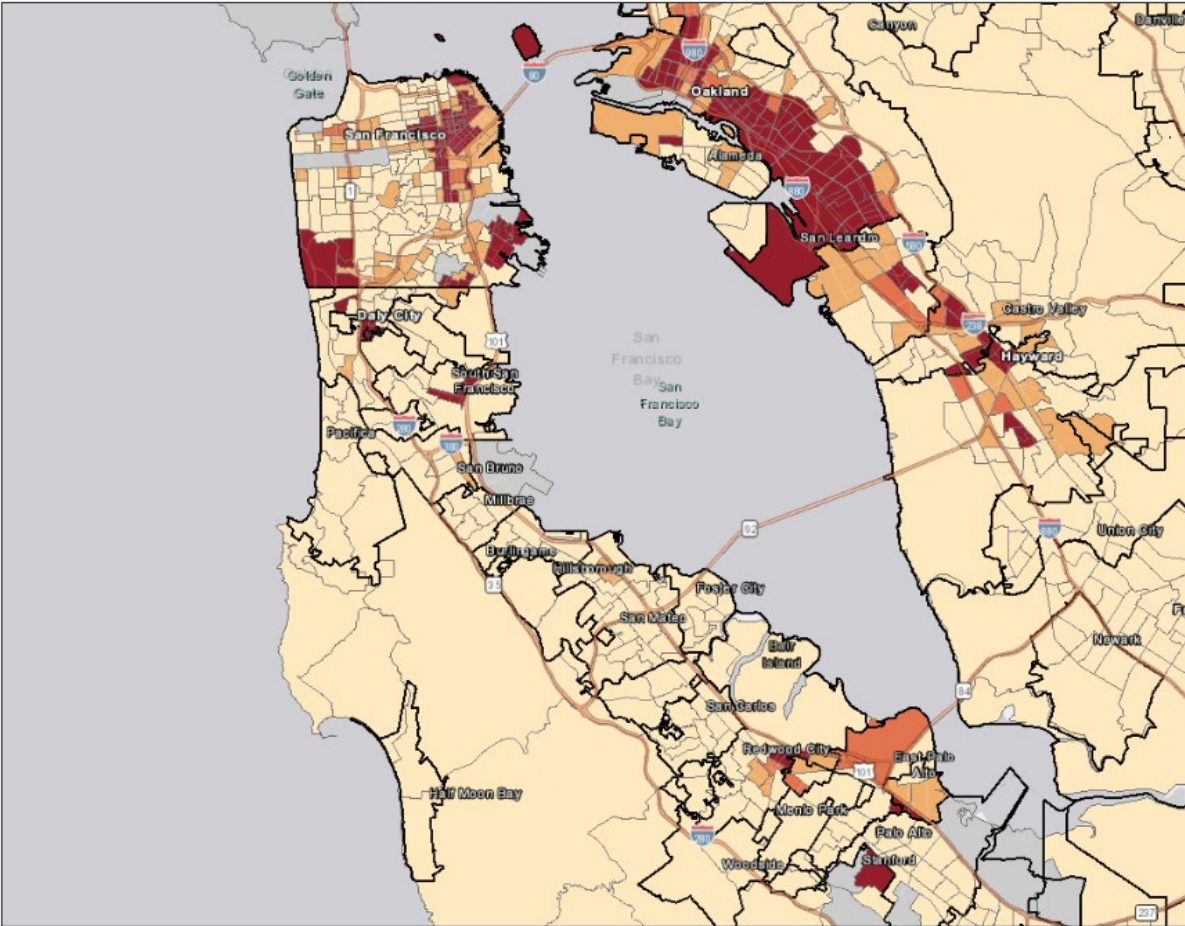 Canyon
Danville
980
Golden
Gate
80
Oakland
San Francisco
Alameda
1
880
San Leandro
580
Castro Valley
Daly City
238
101
San
Francisco
Bay
Hayward
South San
Francisco
San
Francisco
Bay
280
Pacifica
380
San Bruno
Millbrae
92
880
Union City
Burlingame
Hillsborough
35
Foster City
San Mateo
Newark
Bair
Island
84
San Carlos
Redwood City
East Palo
Alto
101
Half Moon Bay
Menlo Park
280
Palo Alto
Woodside
Stanford
237